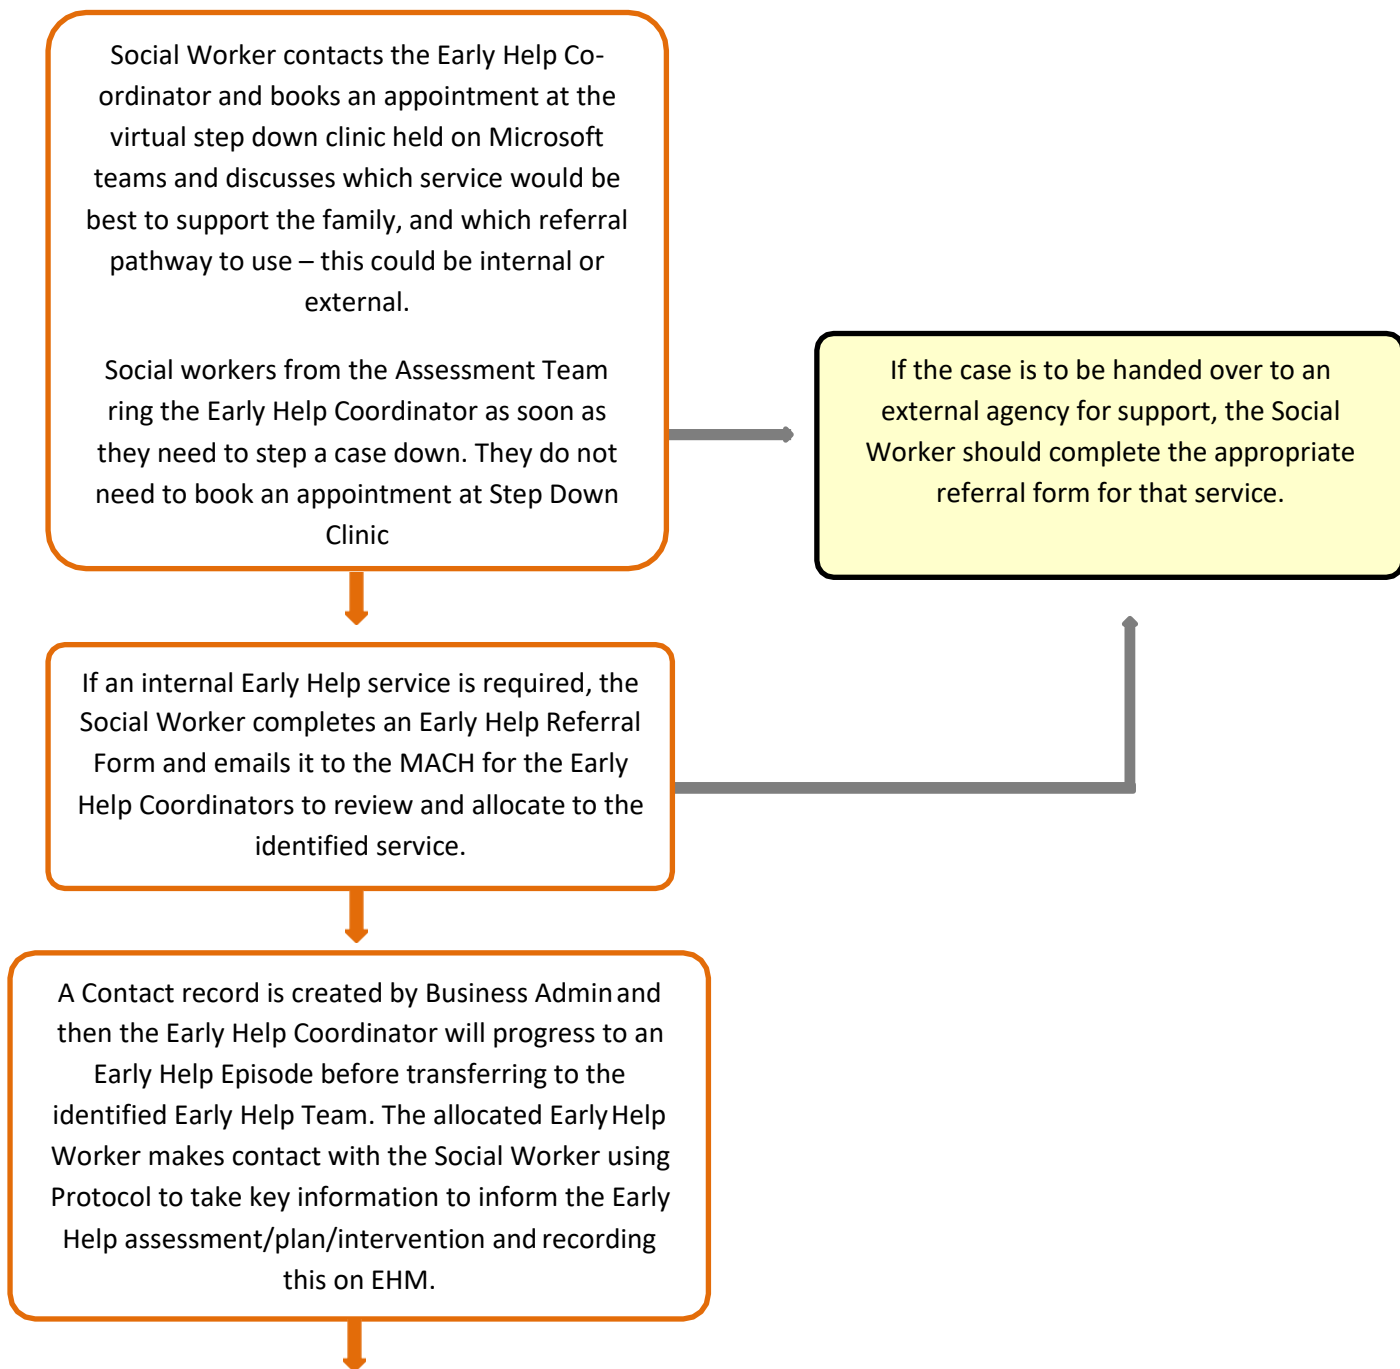 Social Worker contacts the Early Help Co-
ordinator and books an appointment at the
virtual step down clinic held on Microsoft
teams and discusses which service would be
best to support the family, and which referral
pathway to use – this could be internal or
external.
Social workers from the Assessment Team
ring the Early Help Coordinator as soon as
they need to step a case down. They do not
need to book an appointment at Step Down
Clinic
If the case is to be handed over to an
external agency for support, the Social
Worker should complete the appropriate
referral form for that service.
If an internal Early Help service is required, the
Social Worker completes an Early Help Referral
Form and emails it to the MACH for the Early
Help Coordinators to review and allocate to the
identified service.
A Contact record is created by Business Admin and
then the Early Help Coordinator will progress to an
Early Help Episode before transferring to the
identified Early Help Team. The allocated Early Help
Worker makes contact with the Social Worker using
Protocol to take key information to inform the Early
Help assessment/plan/intervention and recording
this on EHM.